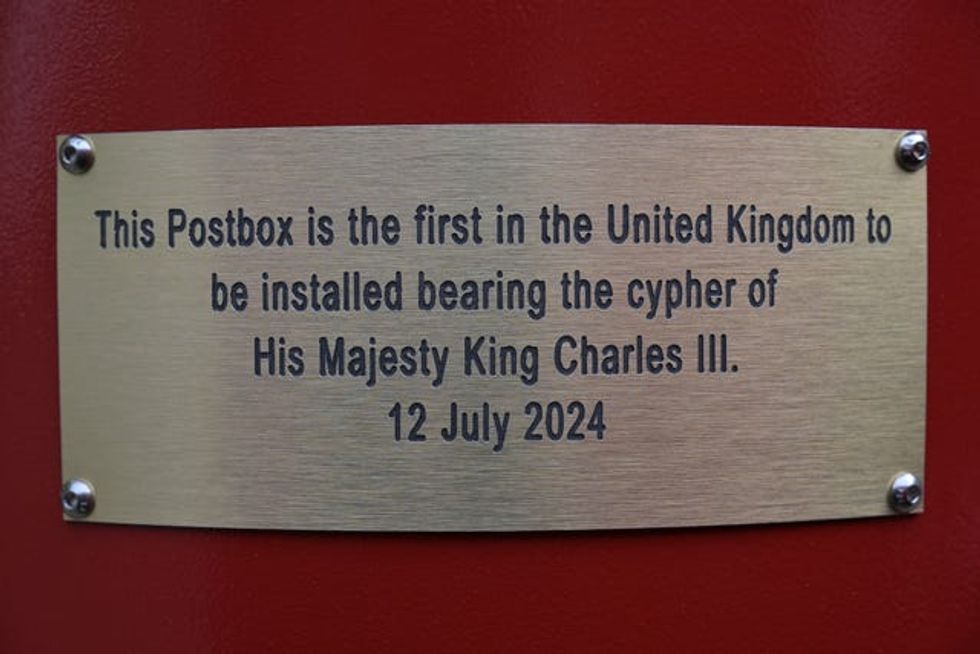 This Postbox is the first in the United Kingdom to
be installed bearing the cypher of
His Majesty King Charles III.
12 July 2024